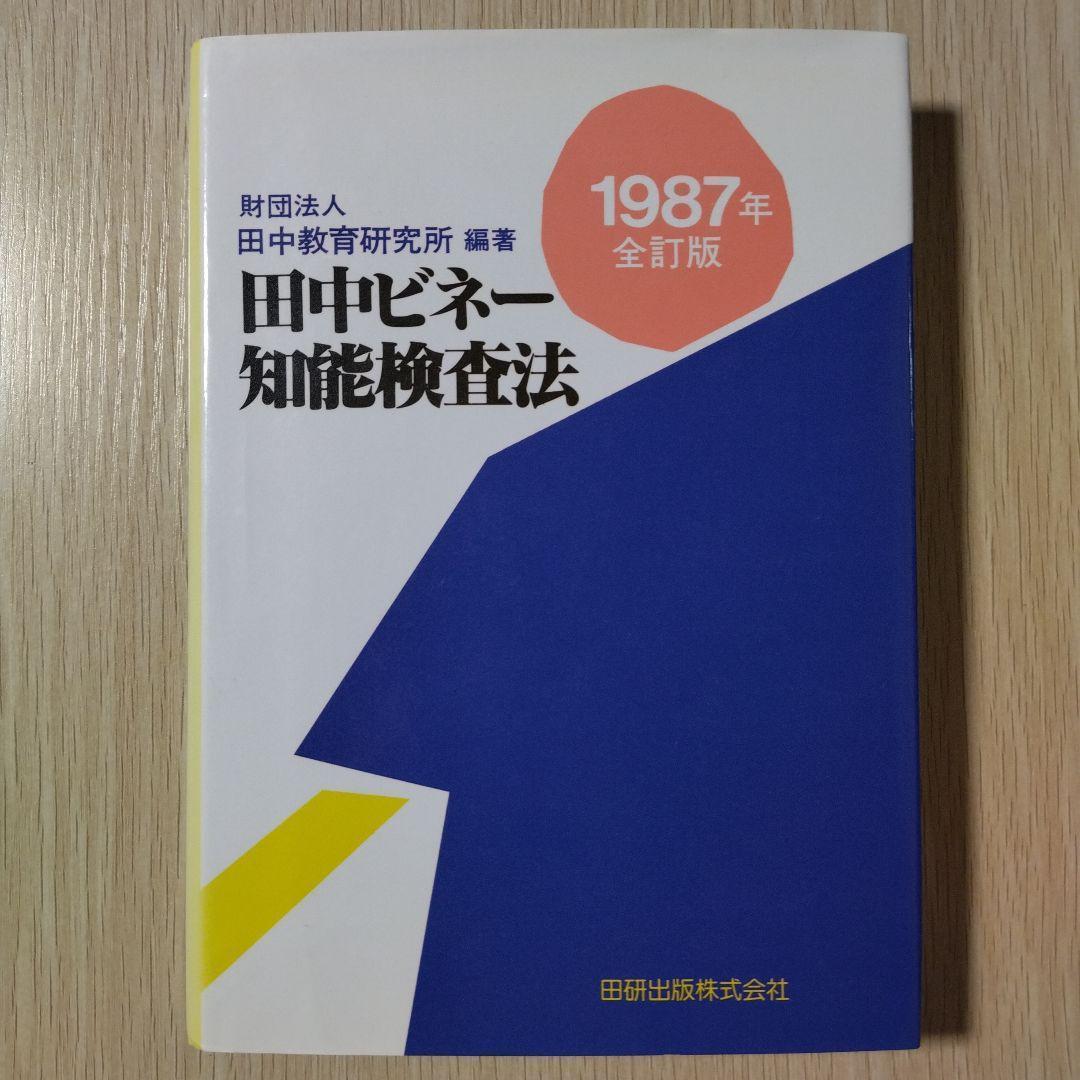 1987年
全訂版
財団法人
田中教育研究所 編著
田中ビネー
知能検査法
田研出版株式会社